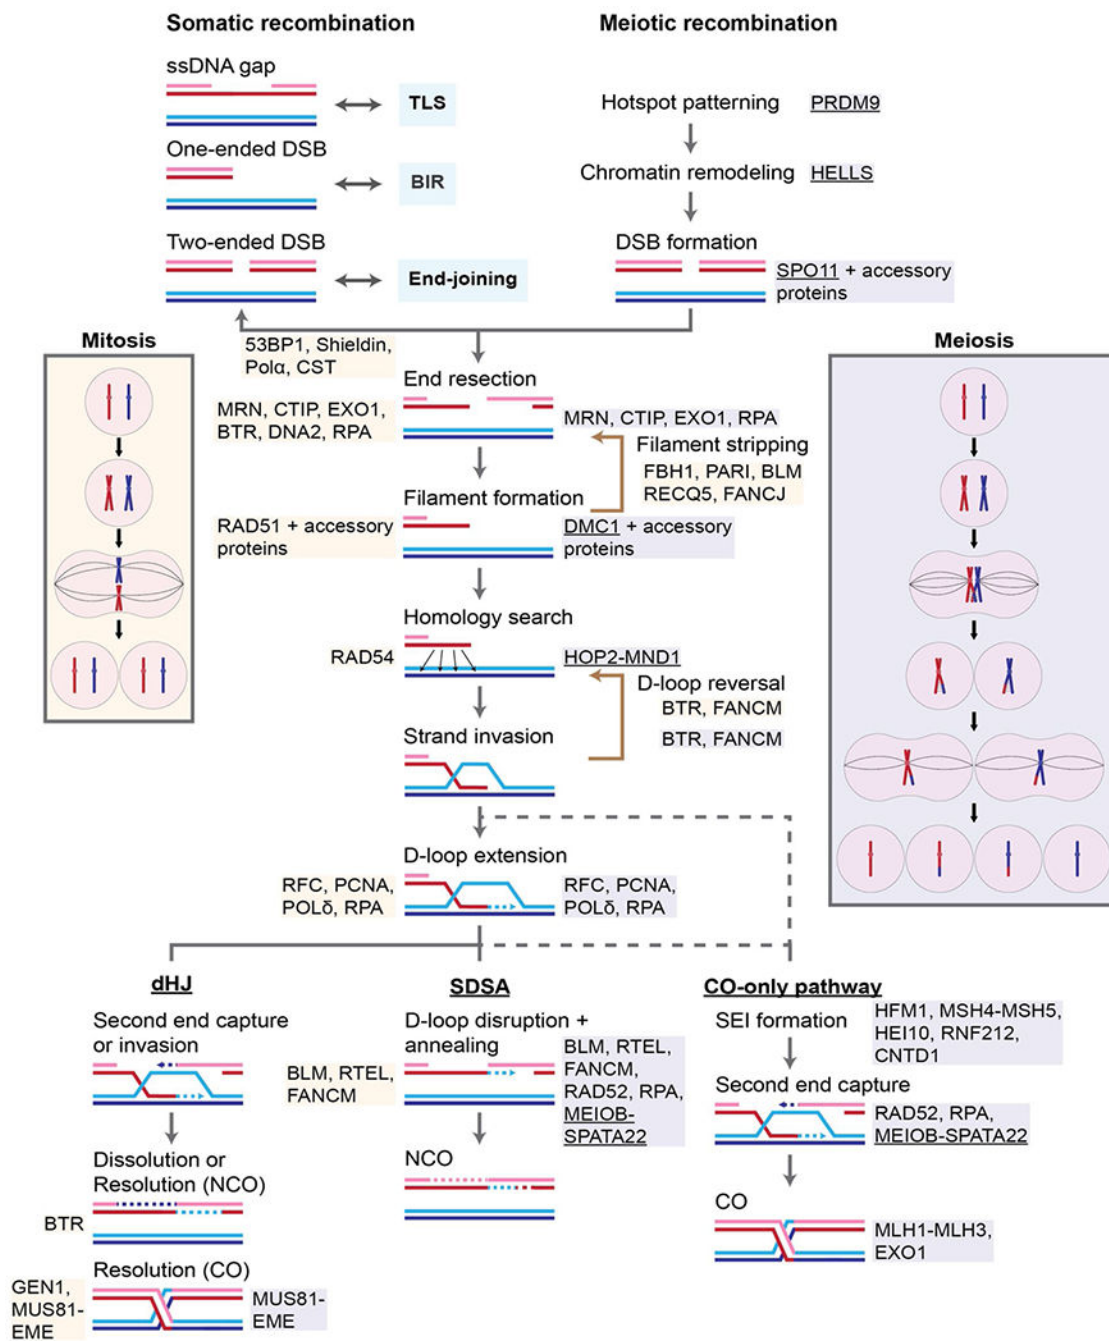 Somatic recombination
Meiotic recombination
ssDNA gap
TLS
Hotspot patterning
PRDM9
One-ended DSB
BIR
Chromatin remodeling
HELLS
Two-ended DSB
End-joining
DSB formation
SPO11 + accessory
proteins
Mitosis
53BP1, Shieldin,
Polα, CST
Meiosis
End resection
MRN, CTIP, EXO1,
BTR, DNA2, RPA
MRN, CTIP, EXO1, RPA
Filament stripping
FBH1, PARI, BLM
RECQ5, FANCJ
Filament formation
RAD51 + accessory
proteins
DMC1 + accessory
proteins
Homology search
RAD54
HOP2-MND1
D-loop reversal
BTR, FANCM
BTR, FANCM
Strand invasion
D-loop extension
RFC, PCNA,
POLδ, RPA
RFC, PCNA,
POLδ, RPA
dHJ
Second end capture
or invasion
Dissolution or
Resolution (NCO)
BTR
Resolution (CO)
GEN1,
MUS81-
EME
MUS81-
EME
SDSA
D-loop disruption +
annealing
BLM, RTEL,
FANCM
BLM, RTEL,
FANCM,
RAD52, RPA,
MEIOB-
SPATA22
NCO
CO-only pathway
SEI formation
HFM1, MSH4-MSH5,
HEI10, RNF212,
CNTD1
Second end capture
RAD52, RPA,
MEIOB-SPATA22
CO
MLH1-MLH3,
EXO1